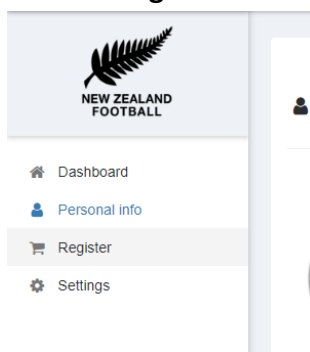 NEW ZEALAND
FOOTBALL
Dashboard
Personal info
Register
Settings